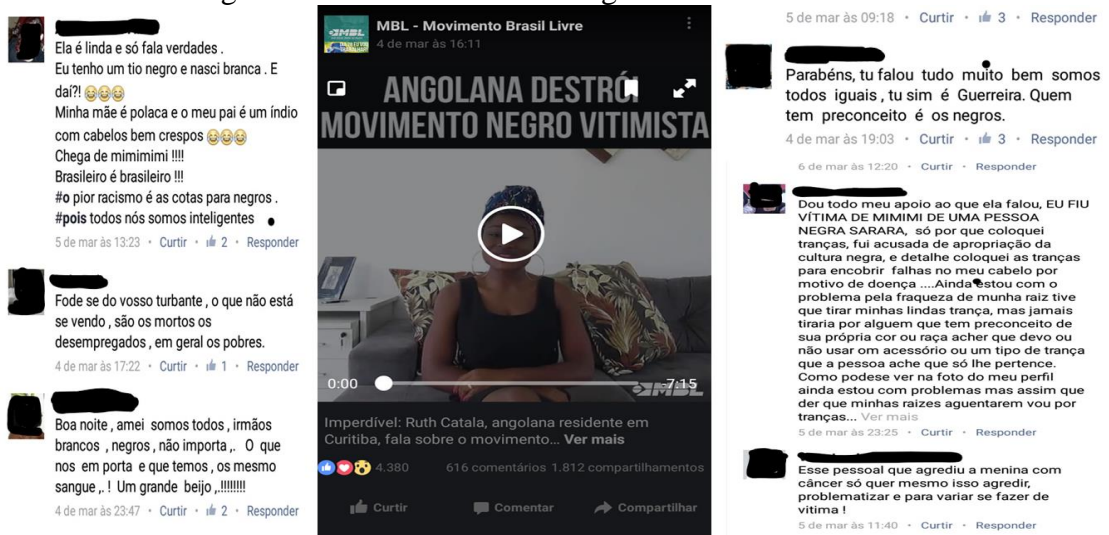 Ela é linda e só fala verdades .
Eu tenho um tio negro e nasci branca . E
daí?! 😂😂😂
Minha mãe é polaca e o meu pai é um índio
com cabelos bem crespos 😂😂😂
Chega de mimimimi !!!!
Brasileiro é brasileiro !!!
#o pior racismo é as cotas para negros .
#pois todos nós somos inteligentes
5 de mar às 13:23 · Curtir · 2 · Responder
Fode se do vosso turbante , o que não está
se vendo , são os mortos os
desempregados , em geral os pobres.
4 de mar às 17:22 · Curtir · 1 · Responder
Boa noite , amei somos todos , irmãos
brancos , negros , não importa ,. O que
nos em porta e que temos , os mesmo
sangue ,. ! Um grande beijo ,.!!!!!!!!
4 de mar às 23:47 · Curtir · 2 · Responder
MBL
MBL - Movimento Brasil Livre
4 de mar às 16:11
ANGOLANA DESTRÓI
MOVIMENTO NEGRO VITIMISTA
0:00
-7:15
MBL
Imperdível: Ruth Catala, angolana residente em
Curitiba, fala sobre o movimento... Ver mais
4.380 616 comentários 1.812 compartilhamentos
Curtir Comentar Compartilhar
5 de mar às 09:18 · Curtir · 3 · Responder
Parabéns, tu falou tudo muito bem somos
todos iguais , tu sim é Guerreira. Quem
tem preconceito é os negros.
4 de mar às 19:03 · Curtir · 3 · Responder
6 de mar às 12:20 · Curtir · Responder
Dou todo meu apoio ao que ela falou, EU FIU
VÍTIMA DE MIMIMI DE UMA PESSOA
NEGRA SARARA, só por que coloquei
tranças, fui acusada de apropriação da
cultura negra, e detalhe coloquei as tranças
para encobrir falhas no meu cabelo por
motivo de doença ....Ainda estou com o
problema pela fraqueza de munha raiz tive
que tirar minhas lindas trança, mas jamais
tiraria por alguem que tem preconceito de
sua própria cor ou raça acher que devo ou
não usar om acessório ou um tipo de trança
que a pessoa ache que só lhe pertence.
Como podese ver na foto do meu perfil
ainda estou com problemas mas assim que
der que minhas raizes aguentarem vou por
tranças... Ver mais
5 de mar às 23:25 · Curtir · Responder
Esse pessoal que agrediu a menina com
câncer só quer mesmo isso agredir,
problematizar e para variar se fazer de
vitima !
5 de mar às 11:40 · Curtir · Responder